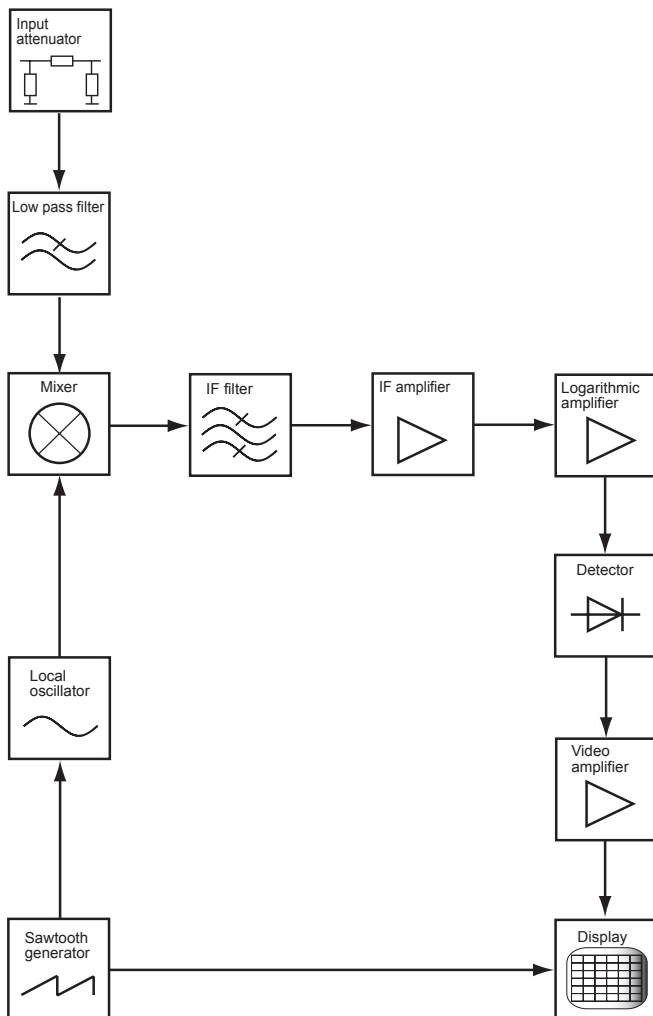 Input
attenuator
Low pass filter
Mixer
IF filter
IF amplifier
Logarithmic
amplifier
Detector
Local
oscillator
Video
amplifier
Sawtooth
generator
Display